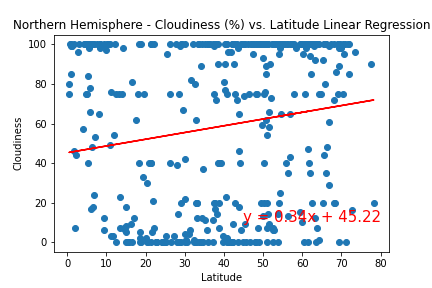 Northern Hemisphere - Cloudiness (%) vs. Latitude Linear Regression
100
80
60
40
20
0
Cloudiness
y = 0.34x + 45.22
0 10 20 30 40 50 60 70 80
Latitude